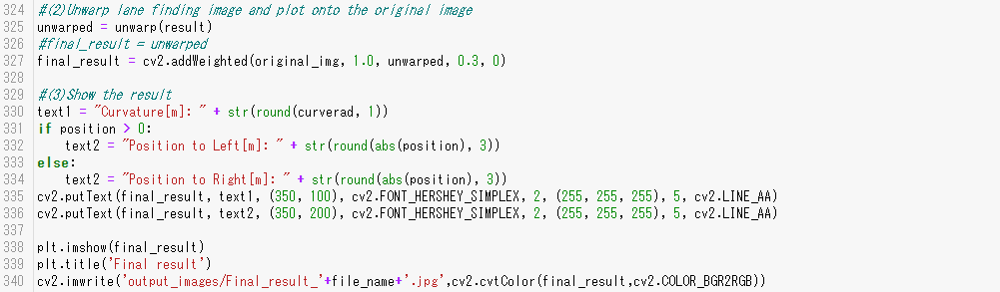 324 #(2)Unwarp lane finding image and plot onto the original image
325 unwarped = unwarp(result)
326 #final_result = unwarped
327 final_result = cv2.addWeighted(original_img, 1.0, unwarped, 0.3, 0)
328
329 #(3)Show the result
330 text1 = "Curvature[m]: " + str(round(curverad, 1))
331 if position > 0:
332     text2 = "Position to Left[m]: " + str(round(abs(position), 3))
333 else:
334     text2 = "Position to Right[m]: " + str(round(abs(position), 3))
335 cv2.putText(final_result, text1, (350, 100), cv2.FONT_HERSHEY_SIMPLEX, 2, (255, 255, 255), 5, cv2.LINE_AA)
336 cv2.putText(final_result, text2, (350, 200), cv2.FONT_HERSHEY_SIMPLEX, 2, (255, 255, 255), 5, cv2.LINE_AA)
337
338 plt.imshow(final_result)
339 plt.title('Final result')
340 cv2.imwrite('output_images/Final_result_'+file_name+'.jpg',cv2.cvtColor(final_result,cv2.COLOR_BGR2RGB))